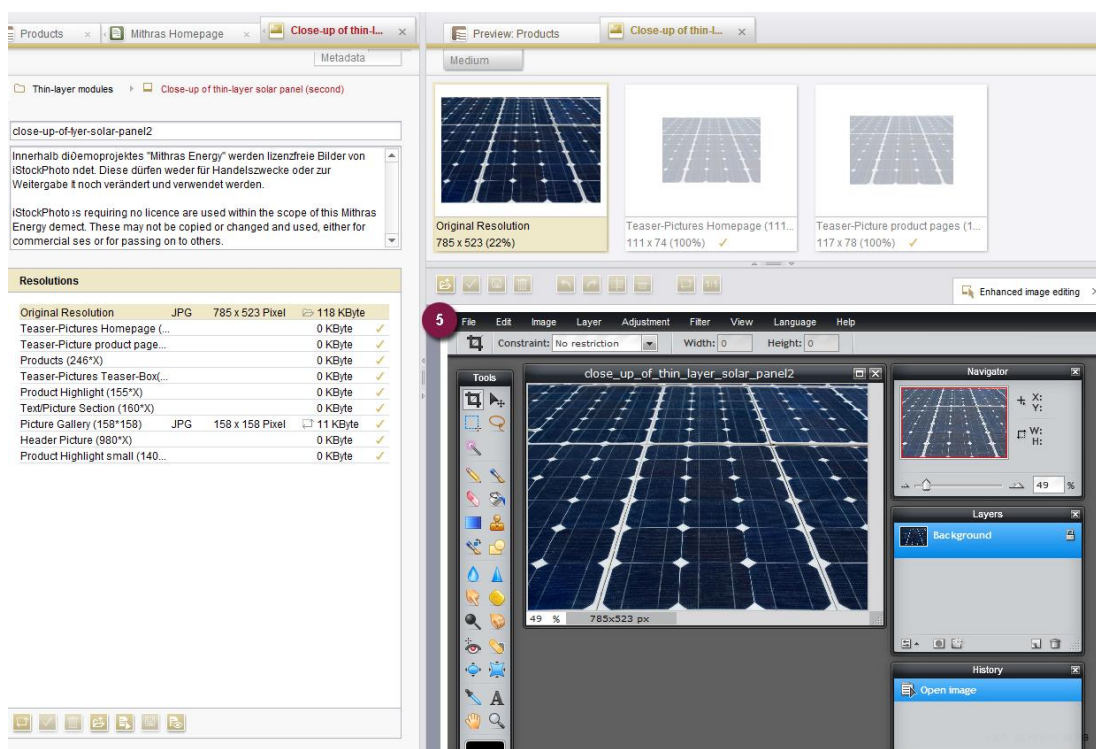 Products
Mithras Homepage
Close-up of thin-l...
Metadata
Thin-layer modules
Close-up of thin-layer solar panel (second)
close-up-of-lyer-solar-panel2
Innerhalb diöemoprojektes "Mithras Energy" werden lizenzfreie Bilder von
iStockPhoto ndet. Diese dürfen weder für Handelszwecke oder zur
Weitergabe lt noch verändert und verwendet werden.
iStockPhoto ıs requiring no licence are used within the scope of this Mithras
Energy demect. These may not be copied or changed and used, either for
commercial ses or for passing on to others.
Resolutions
Original Resolution JPG 785 x 523 Pixel 118 KByte
Teaser-Pictures Homepage (... 0 KByte
Teaser-Picture product page... 0 KByte
Products (246*X) 0 KByte
Teaser-Pictures Teaser-Box(... 0 KByte
Product Highlight (155*X) 0 KByte
Text/Picture Section (160*X) 0 KByte
Picture Gallery (158*158) JPG 158 x 158 Pixel 11 KByte
Header Picture (980*X) 0 KByte
Product Highlight small (140... 0 KByte
Preview: Products
Close-up of thin-l...
Medium
Original Resolution
785 x 523 (22%)
Teaser-Pictures Homepage (111...
111 x 74 (100%)
Teaser-Picture product pages (1...
117 x 78 (100%)
1:1
Enhanced image editing
5
File Edit Image Layer Adjustment Filter View Language Help
Constraint: No restriction Width: 0 Height: 0
Tools
close_up_of_thin_layer_solar_panel2
49 % 785x523 px
Navigator
X:
Y:
W:
H:
49 %
Layers
Background
History
Open image